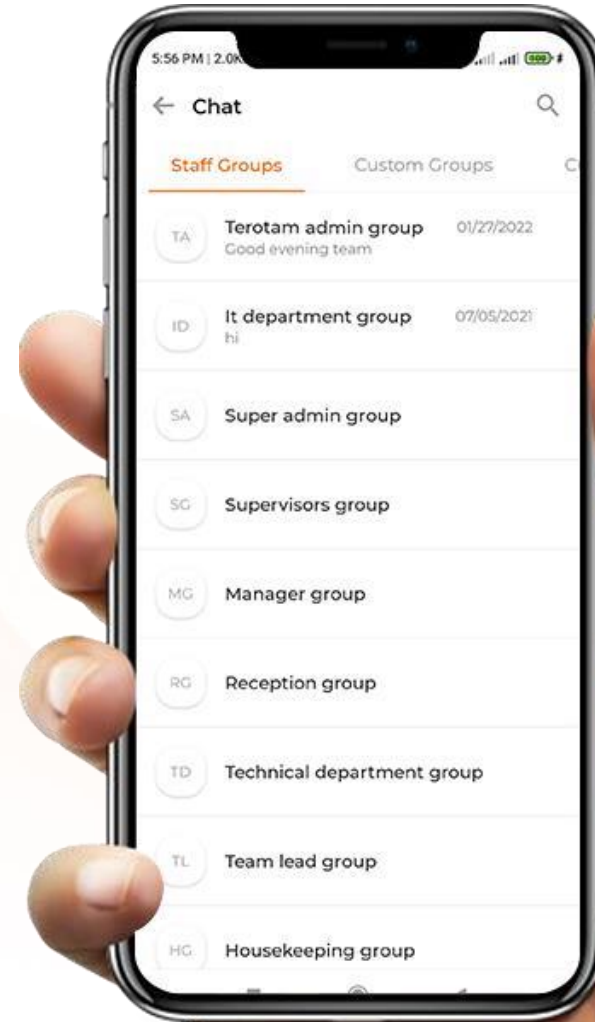 5:56 PM | 2.0K
Chat
Staff Groups
Custom Groups
TA
Terotam admin group
01/27/2022
Good evening team
ID
It department group
07/05/2021
hi
SA
Super admin group
SG
Supervisors group
MG
Manager group
RG
Reception group
TD
Technical department group
TL
Team lead group
HG
Housekeeping group